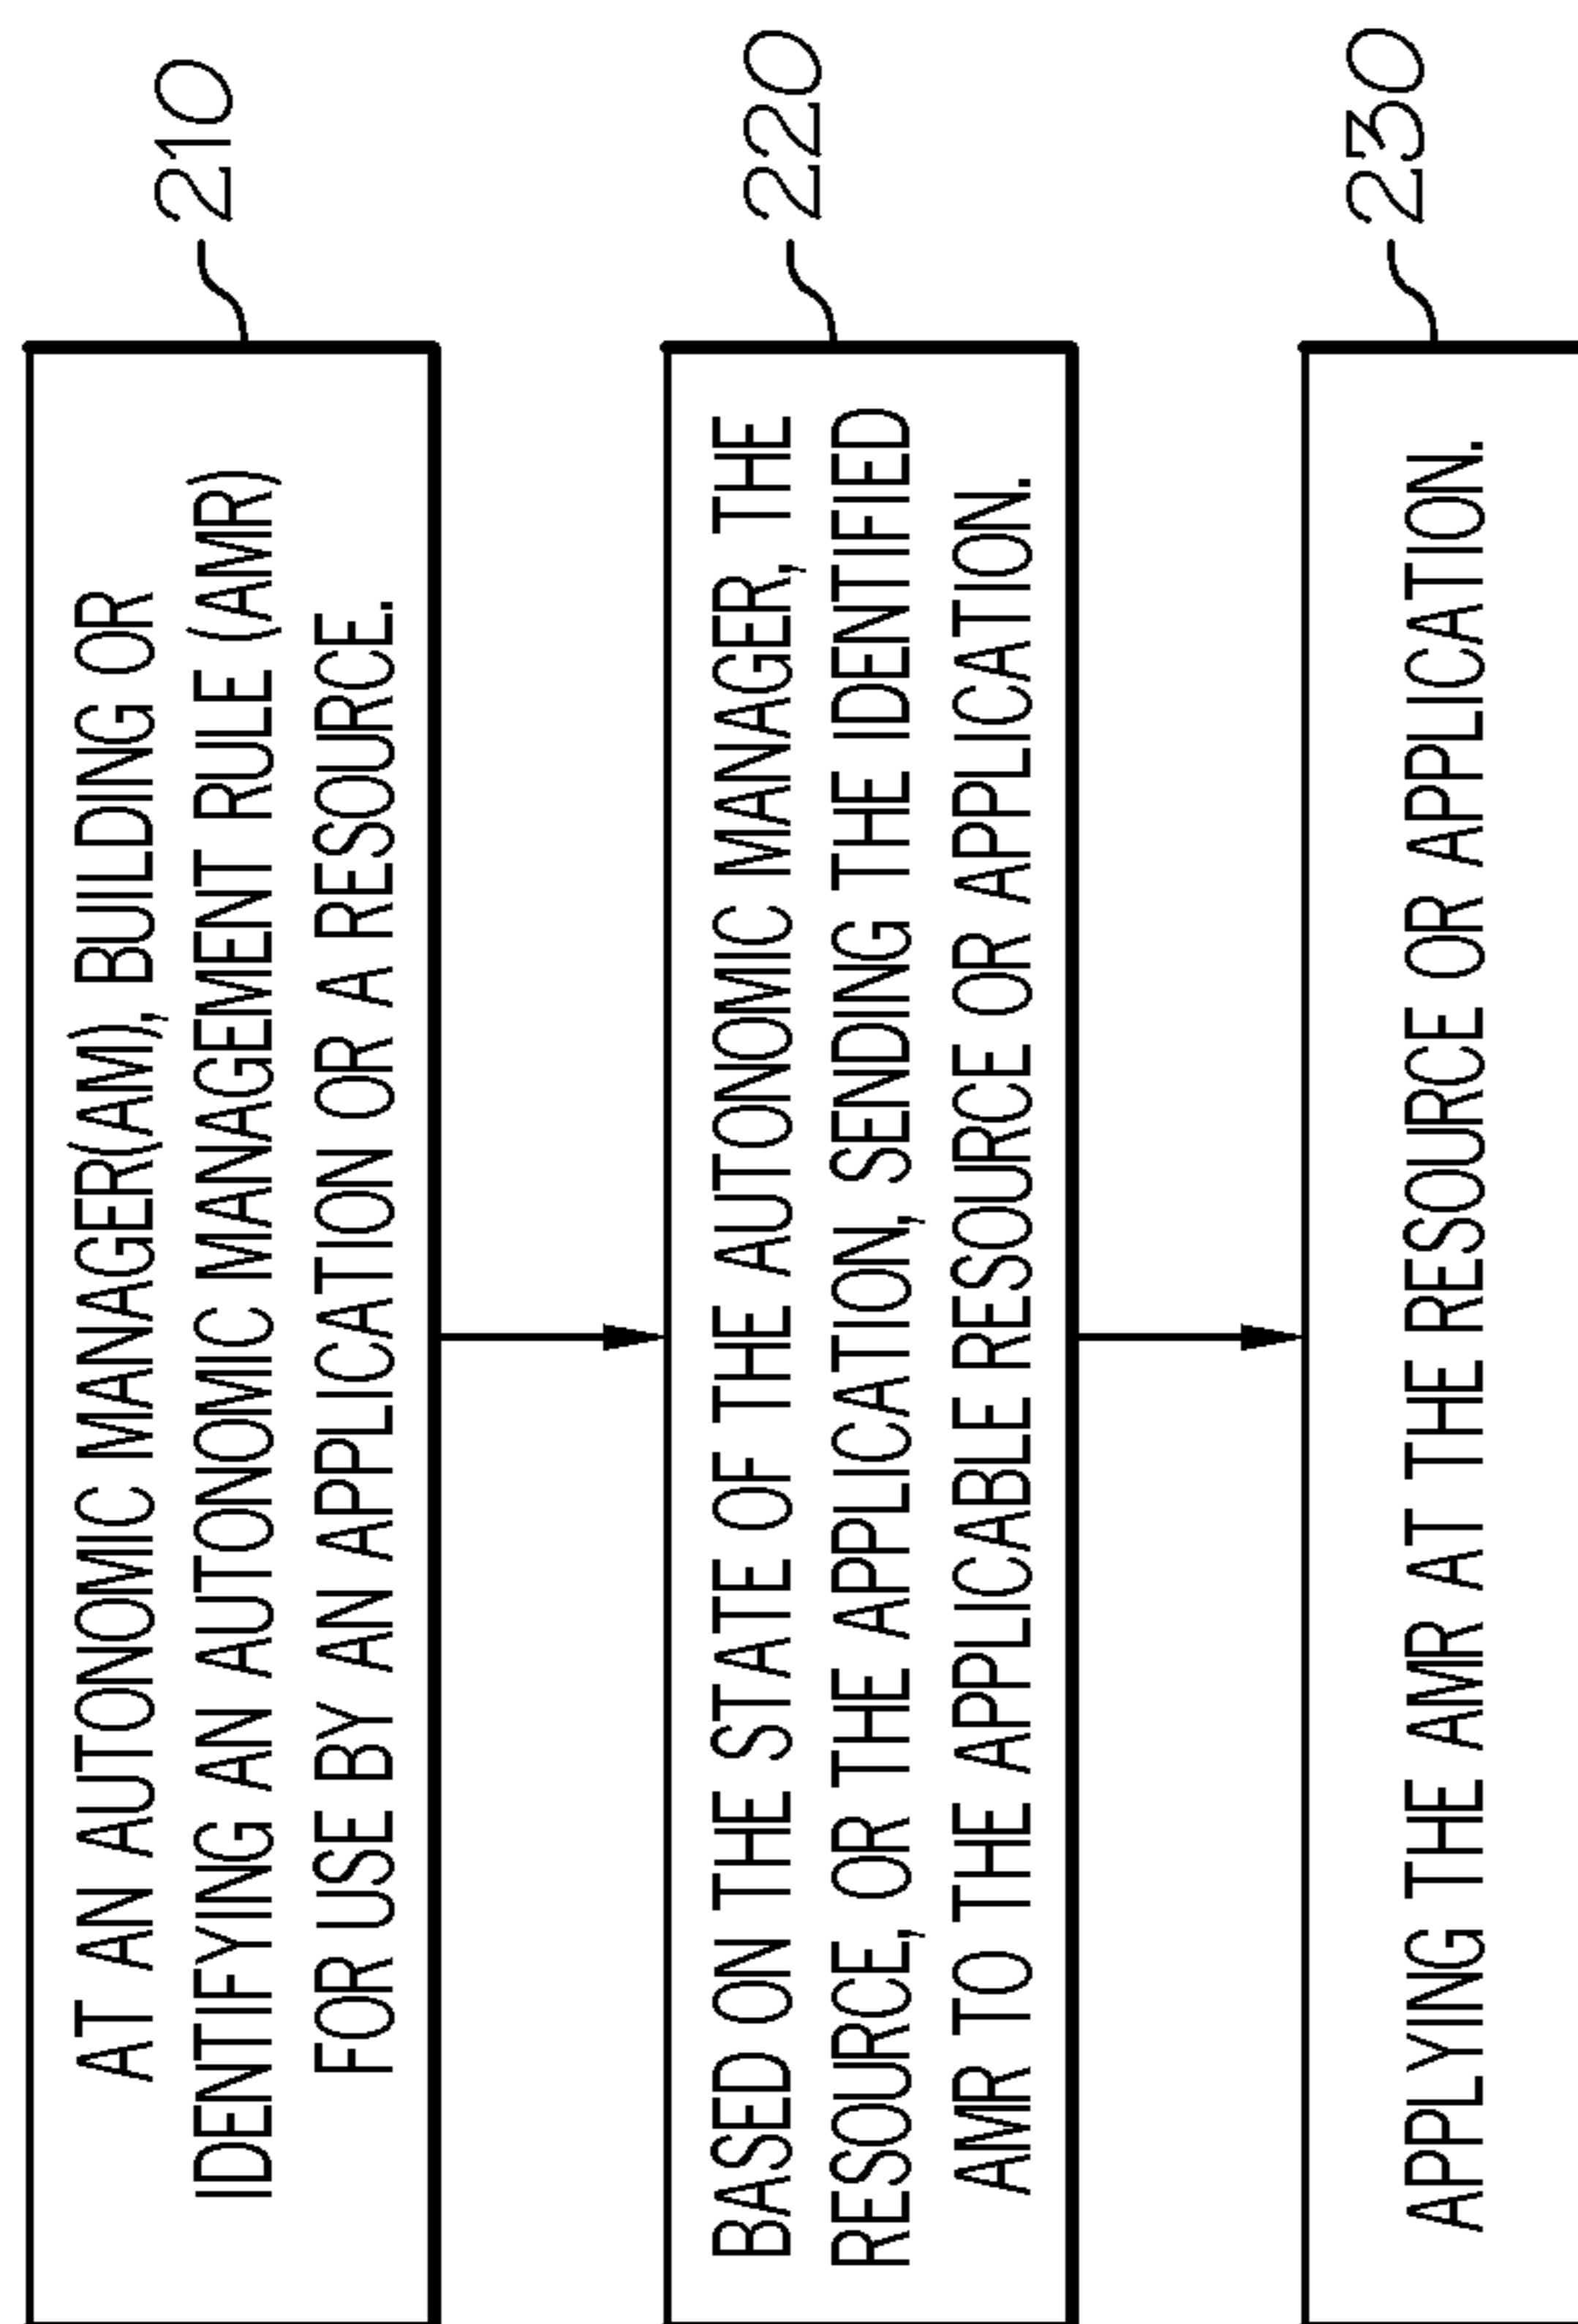 AT AN AUTONOMIC MANAGER(AM), BUILDING OR
IDENTIFYING AN AUTONOMIC MANAGEMENT RULE (AMR)
FOR USE BY AN APPLICATION OR A RESOURCE.
210
BASED ON THE STATE OF THE AUTONOMIC MANAGER, THE
RESOURCE, OR THE APPLICATION, SENDING THE IDENTIFIED
AMR TO THE APPLICABLE RESOURCE OR APPLICATION.
220
APPLYING THE AMR AT THE RESOURCE OR APPLICATION.
230